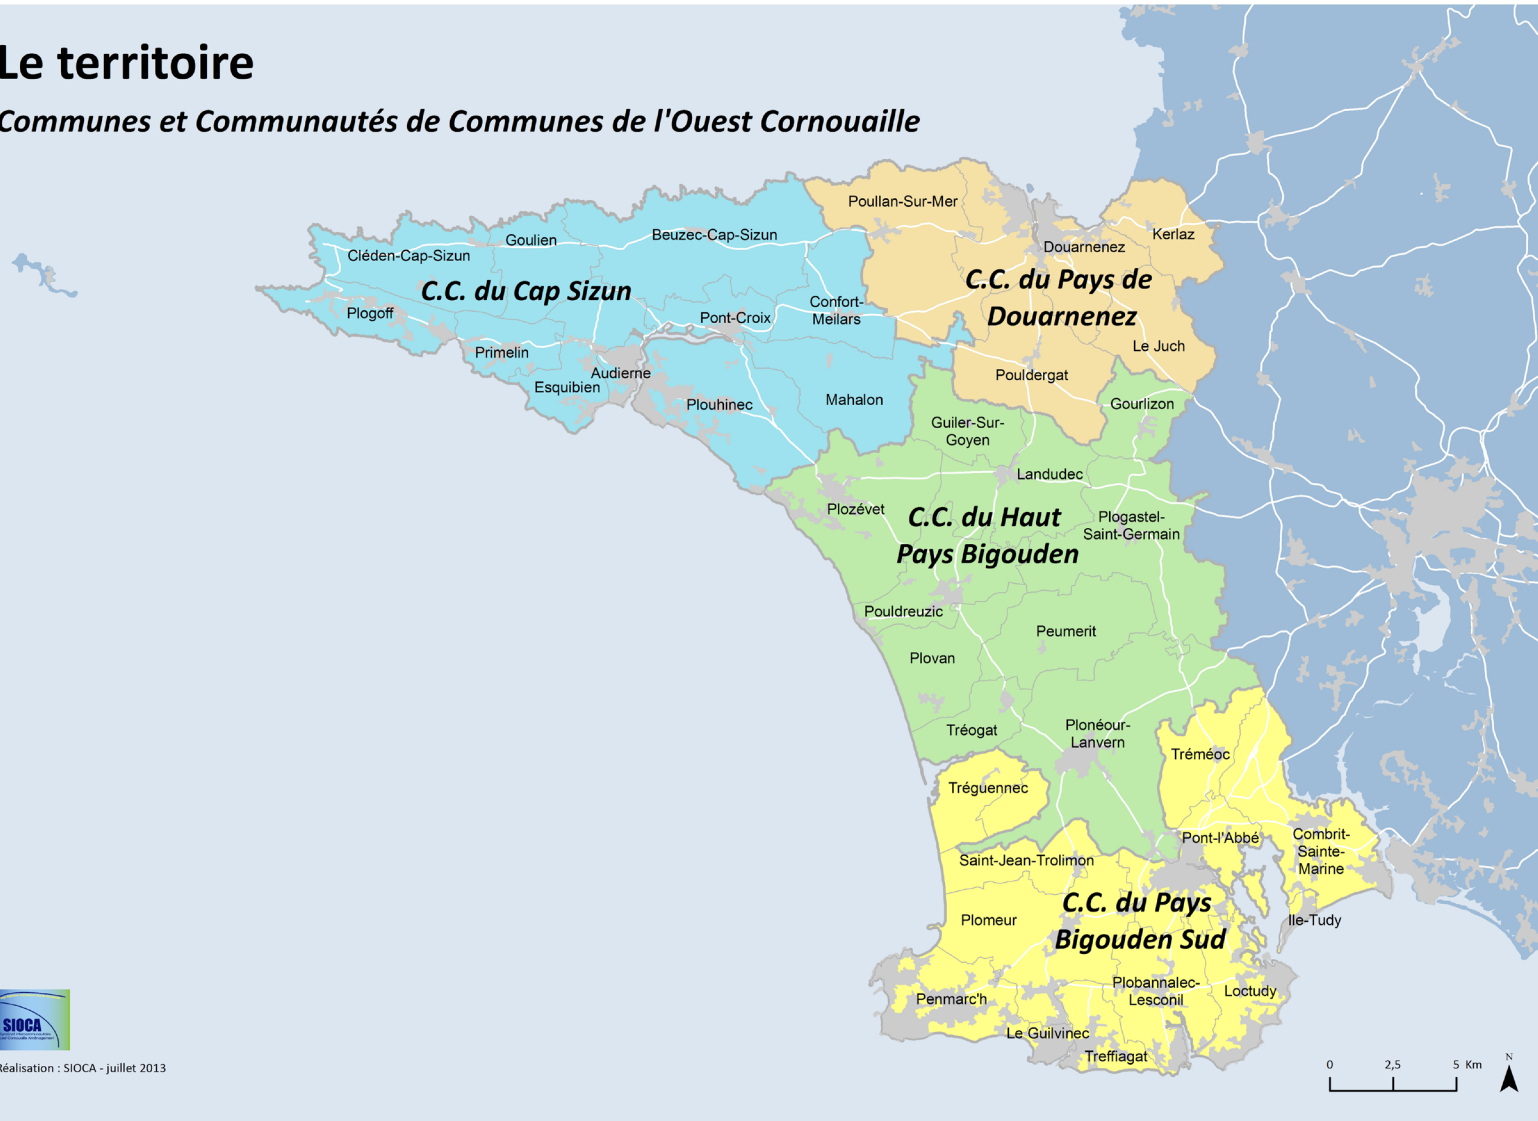 Le territoire
Communes et Communautés de Communes de l'Ouest Cornouaille
Poullan-Sur-Mer
Kerlaz
Beuzec-Cap-Sizun
Goulien
Douarnenez
Cléden-Cap-Sizun
C.C. du Pays de
Douarnenez
C.C. du Cap Sizun
Confort-
Meilars
Plogoff
Pont-Croix
Le Juch
Primelin
Audierne
Pouldergat
Esquibien
Mahalon
Plouhinec
Gourlizon
Guiler-Sur-
Goyen
Landudec
Plozévet
C.C. du Haut
Pays Bigouden
Plogastel-
Saint-Germain
Pouldreuzic
Peumerit
Plovan
Tréogat
Plonéour-
Lanvern
Tréméoc
Tréguennec
Pont-l'Abbé
Combrit-
Sainte-
Marine
Saint-Jean-Trolimon
C.C. du Pays
Bigouden Sud
Plomeur
Ile-Tudy
Plobannalec-
Lesconil
Loctudy
Penmarc'h
Le Guilvinec
Treffiagat
SIOCA
Réalisation : SIOCA - juillet 2013
0 2,5 5 Km
N